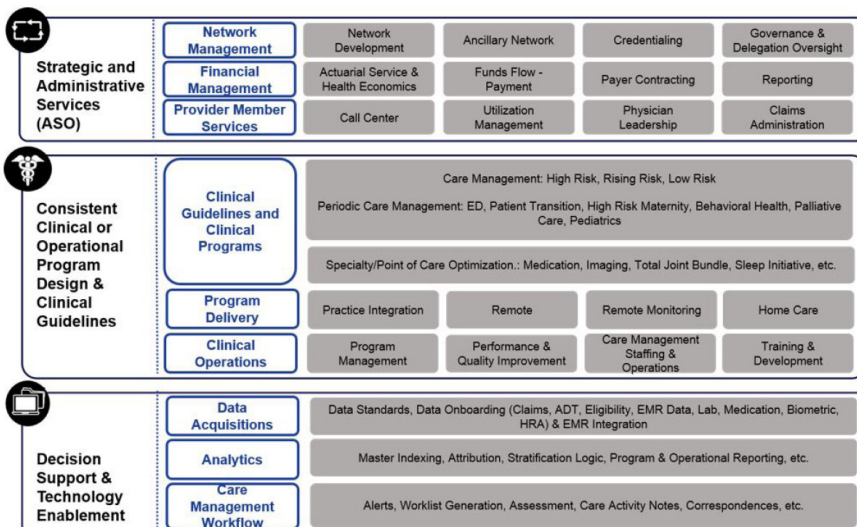 Strategic and
Administrative
Services
(ASO)
Network
Management
Network
Development
Ancillary Network
Credentialing
Governance &
Delegation Oversight
Financial
Management
Actuarial Service &
Health Economics
Funds Flow -
Payment
Payer Contracting
Reporting
Provider Member
Services
Call Center
Utilization
Management
Physician
Leadership
Claims
Administration
Consistent
Clinical or
Operational
Program
Design &
Clinical
Guidelines
Clinical
Guidelines and
Clinical
Programs
Care Management: High Risk, Rising Risk, Low Risk
Periodic Care Management: ED, Patient Transition, High Risk Maternity, Behavioral Health, Palliative
Care, Pediatrics
Specialty/Point of Care Optimization.: Medication, Imaging, Total Joint Bundle, Sleep Initiative, etc.
Program
Delivery
Practice Integration
Remote
Remote Monitoring
Home Care
Clinical
Operations
Program
Management
Performance &
Quality Improvement
Care Management
Staffing &
Operations
Training &
Development
Decision
Support &
Technology
Enablement
Data
Acquisitions
Data Standards, Data Onboarding (Claims, ADT, Eligibility, EMR Data, Lab, Medication, Biometric,
HRA) & EMR Integration
Analytics
Master Indexing, Attribution, Stratification Logic, Program & Operational Reporting, etc.
Care
Management
Workflow
Alerts, Worklist Generation, Assessment, Care Activity Notes, Correspondences, etc.